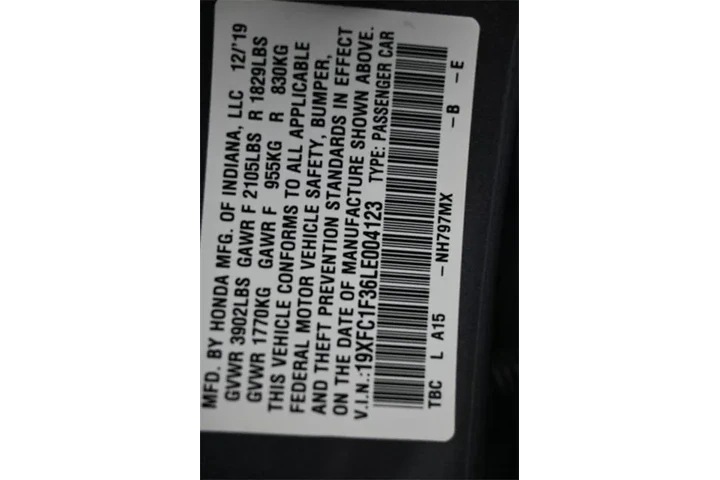 MFD. BY HONDA MFG. OF INDIANA, LLC 12/'19
GVWR 3902LBS GAWR F 2105LBS R 1829LBS
GVWR 1770KG GAWR F 955KG R 830KG
THIS VEHICLE CONFORMS TO ALL APPLICABLE
FEDERAL MOTOR VEHICLE SAFETY, BUMPER,
AND THEFT PREVENTION STANDARDS IN EFFECT
ON THE DATE OF MANUFACTURE SHOWN ABOVE.
V.I.N.:19XFC1F36LE004123 TYPE: PASSENGER CAR
TBC L A15 -NH797MX -B -E